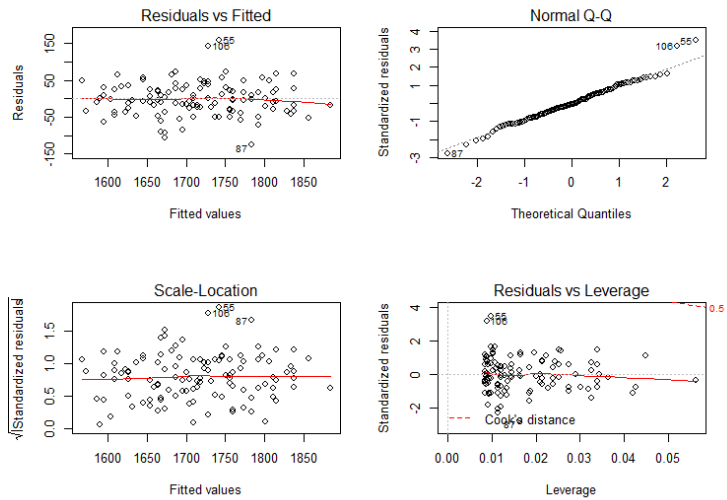 Residuals vs Fitted
Residuals
150
50
0
-50
-150
55
106
87
1600 1650 1700 1750 1800 1850
Fitted values
Normal Q-Q
Standardized residuals
4
3
2
1
-1
-3
106 55
87
-2 -1 0 1 2
Theoretical Quantiles
Scale-Location
√|Standardized residuals|
1.5
1.0
0.5
0.0
55
106
87
1600 1650 1700 1750 1800 1850
Fitted values
Residuals vs Leverage
Standardized residuals
4
2
0
-2
55
106
87
0.5
Cook's distance
0.00 0.01 0.02 0.03 0.04 0.05
Leverage